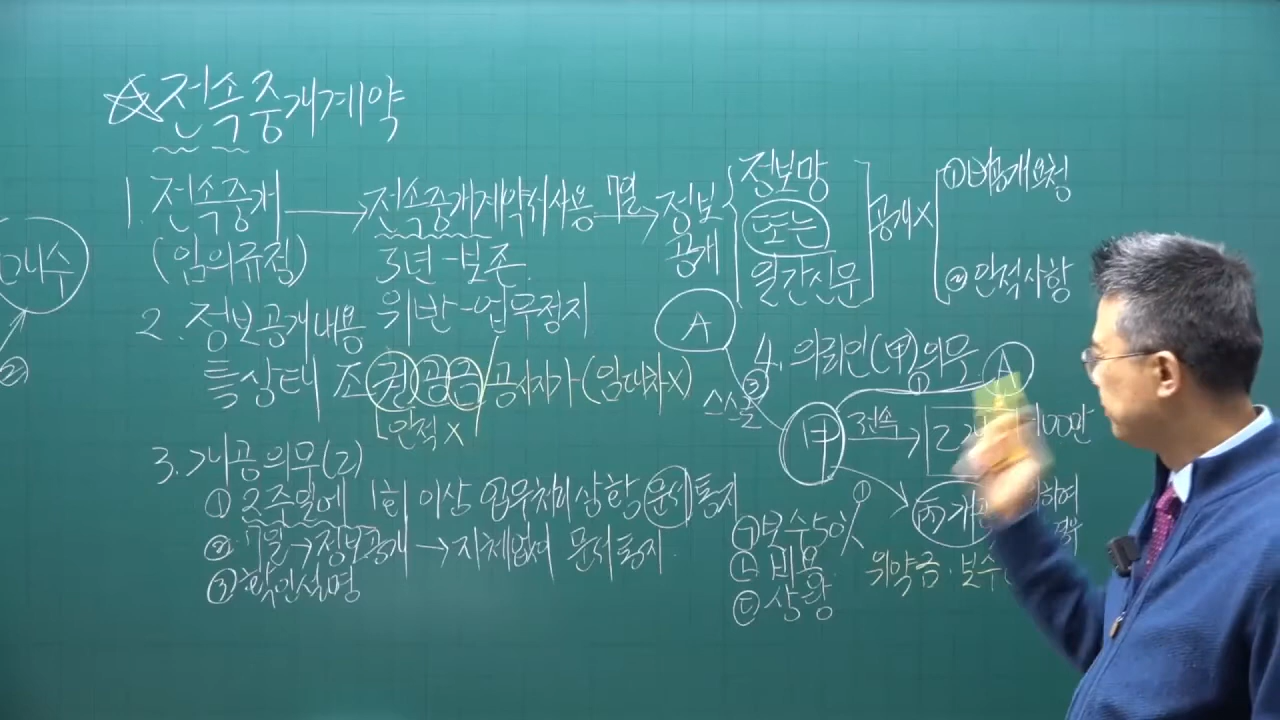 ☆전속중개계약
1. 전속중개 → 전속중개계약서사용 7일 → 정보공개 { 정보망 또는 일간신문 } 공개X [ ① 비공개요청 ② 인적사항
(임의규정)
3년-보존
위반-업무정지
2. 정보공개내용
특상태 조권공금/공시지가(임대차X)
인적X
3. 개공의무(2)
① 2주일에 1회 이상 업무처리상황 문서통지
② 7일→정보공개→지체없이 문서통지
③ 확인설명
A
4. 의뢰인(甲)의무
① A
② 스스로
甲 전속 →
100만
①
丙 개
㉠ 보수50%
㉡ 비용
㉢ 상황
위약금·보수